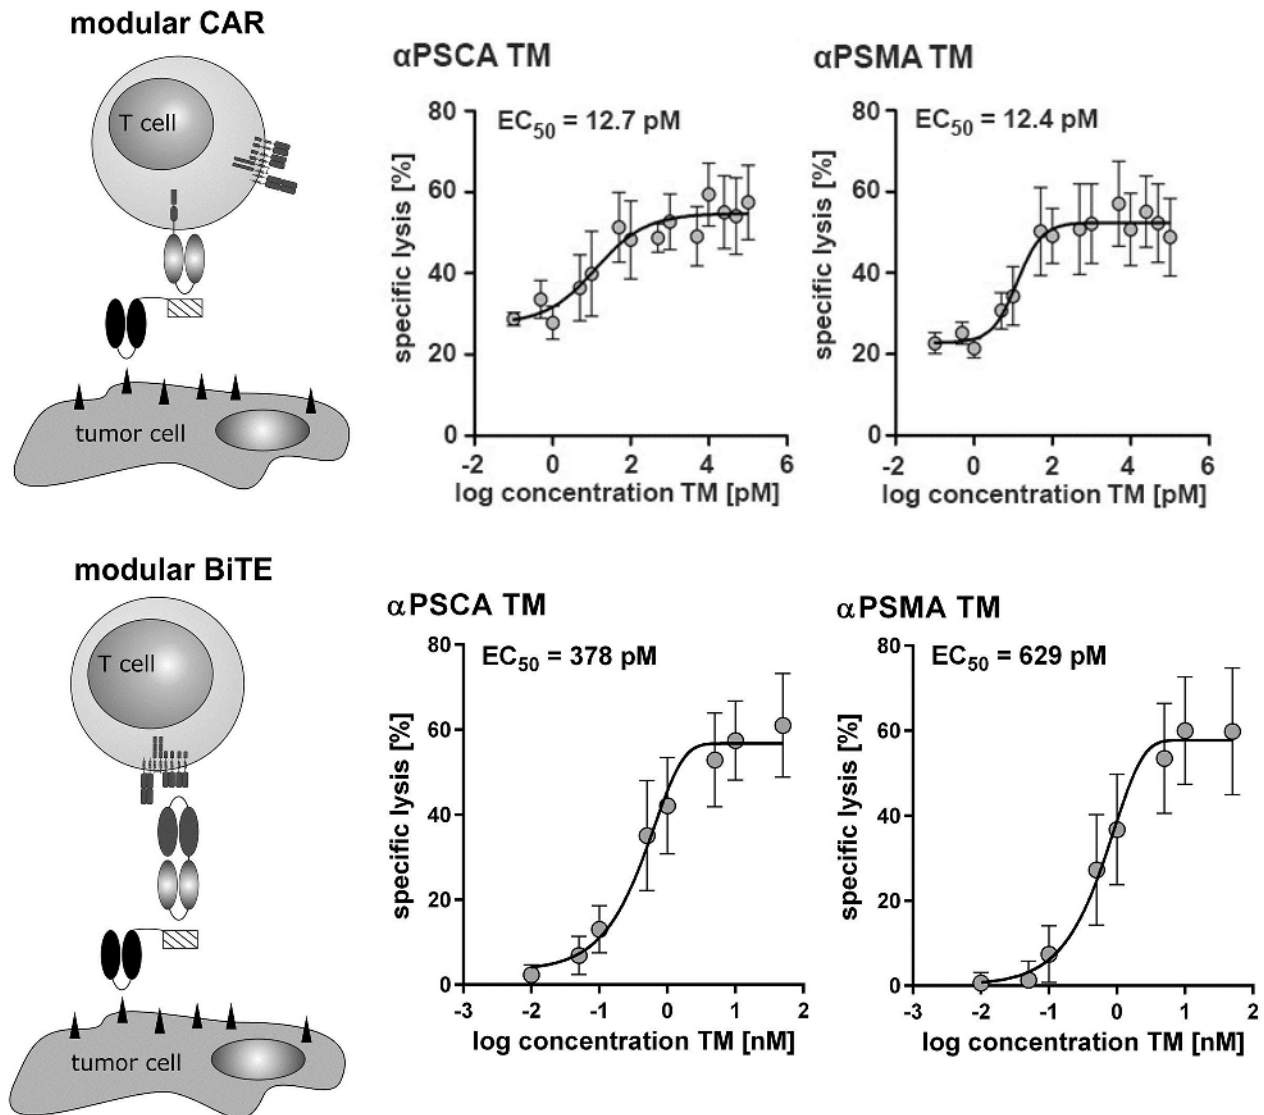 modular CAR
T cell
tumor cell
αPSCA TM
EC50 = 12.7 pM
specific lysis [%]
80
60
40
20
0
-2 0 2 4 6
log concentration TM [pM]
αPSMA TM
EC50 = 12.4 pM
specific lysis [%]
80
60
40
20
0
-2 0 2 4 6
log concentration TM [pM]
modular BiTE
T cell
tumor cell
αPSCA TM
EC50 = 378 pM
specific lysis [%]
80
60
40
20
0
-3 -2 -1 0 1 2
log concentration TM [nM]
αPSMA TM
EC50 = 629 pM
specific lysis [%]
80
60
40
20
0
-3 -2 -1 0 1 2
log concentration TM [nM]